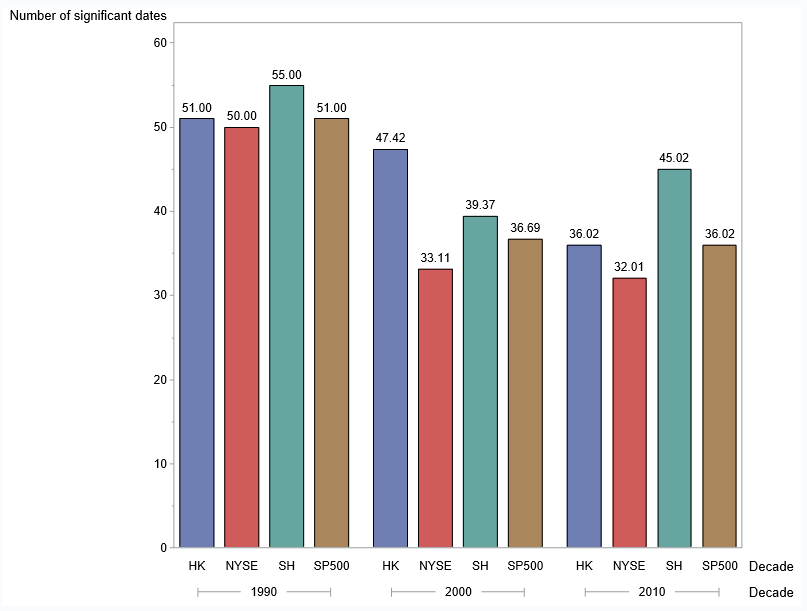 Number of significant dates
60
50
40
30
20
10
0
51.00 50.00 55.00 51.00
47.42 33.11 39.37 36.69
36.02 32.01 45.02 36.02
HK NYSE SH SP500 HK NYSE SH SP500 HK NYSE SH SP500 Decade
1990 2000 2010 Decade